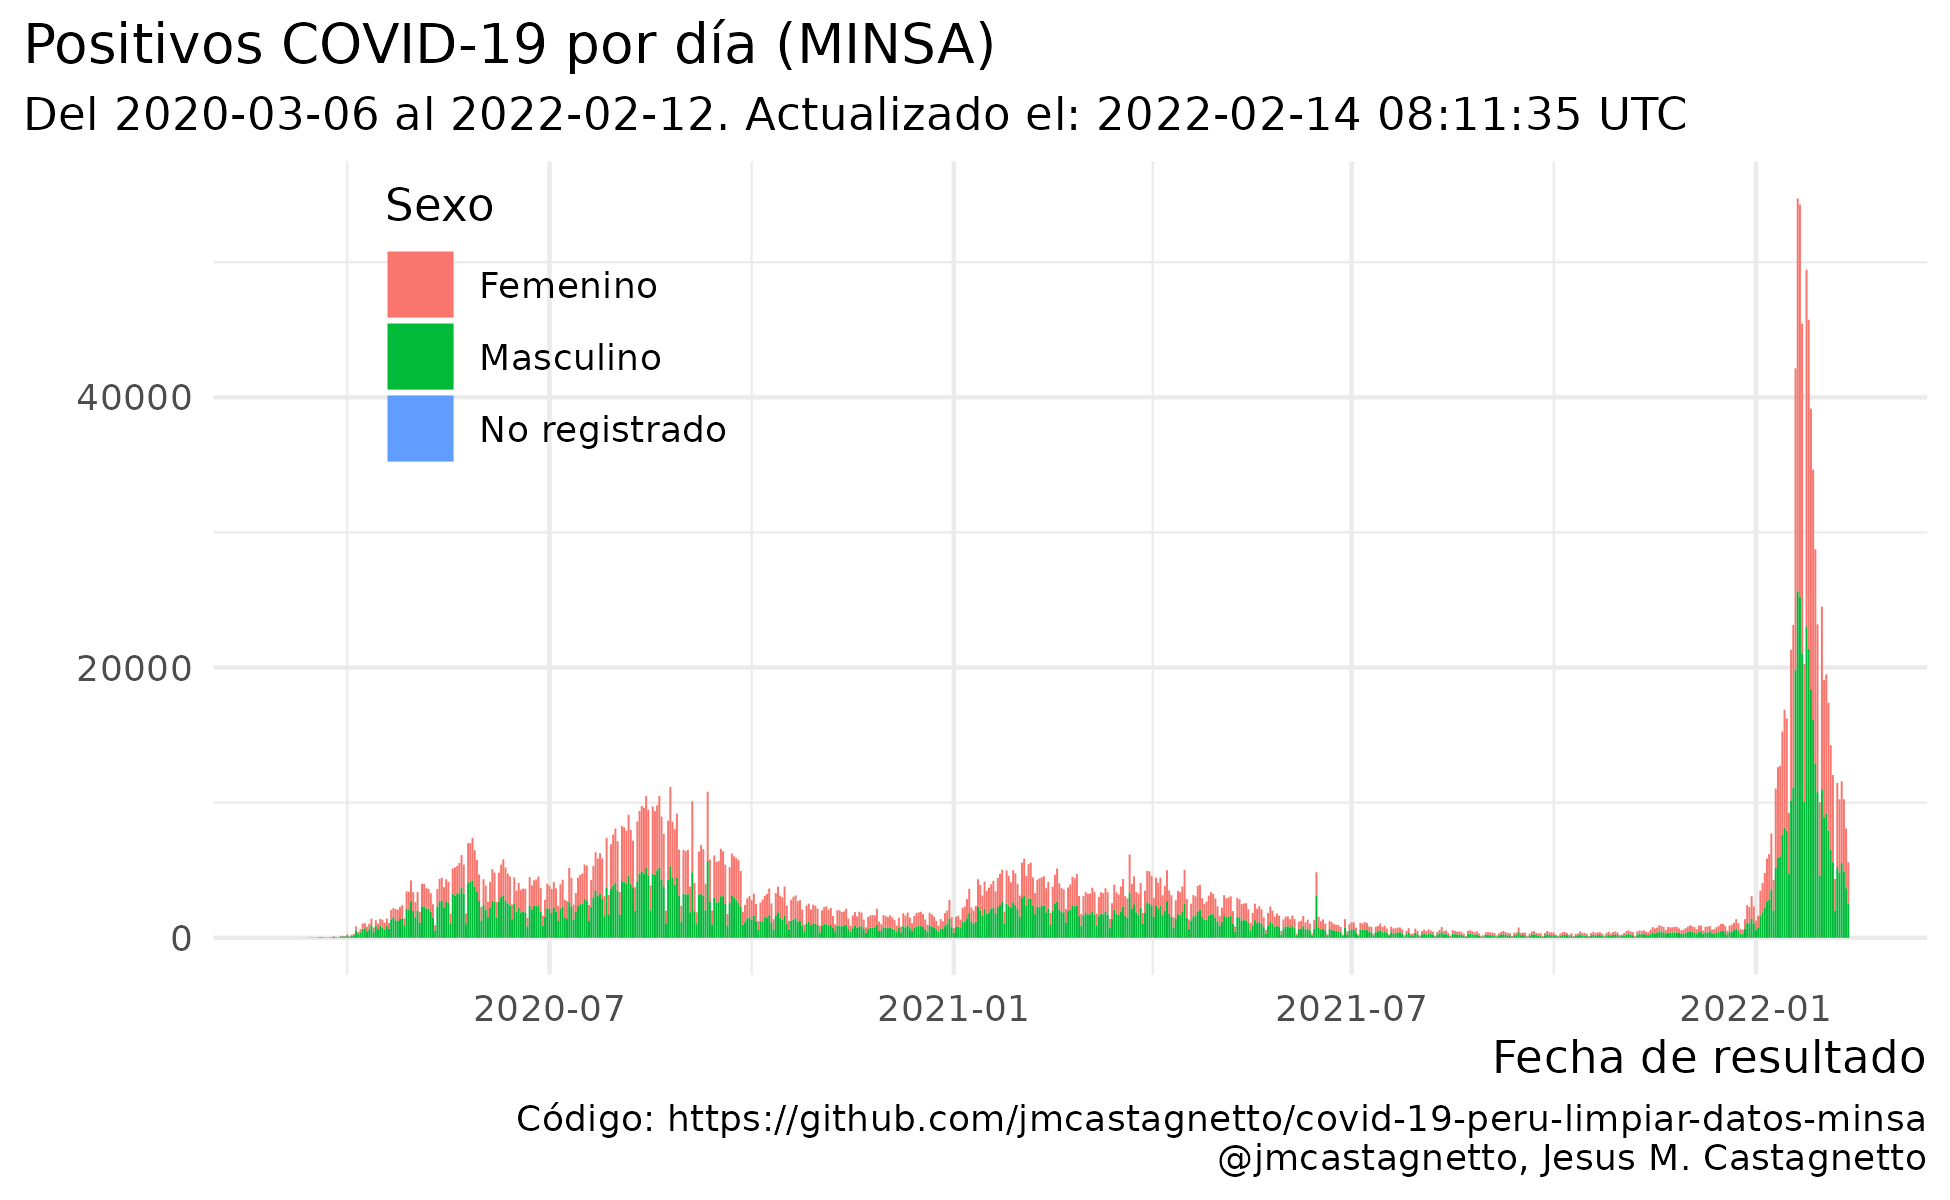 Positivos COVID-19 por día (MINSA)
Del 2020-03-06 al 2022-02-12. Actualizado el: 2022-02-14 08:11:35 UTC
Sexo
Femenino
Masculino
No registrado
40000
20000
0
2020-07 2021-01 2021-07 2022-01
Fecha de resultado
Código: https://github.com/jmcastagnetto/covid-19-peru-limpiar-datos-minsa
@jmcastagnetto, Jesus M. Castagnetto